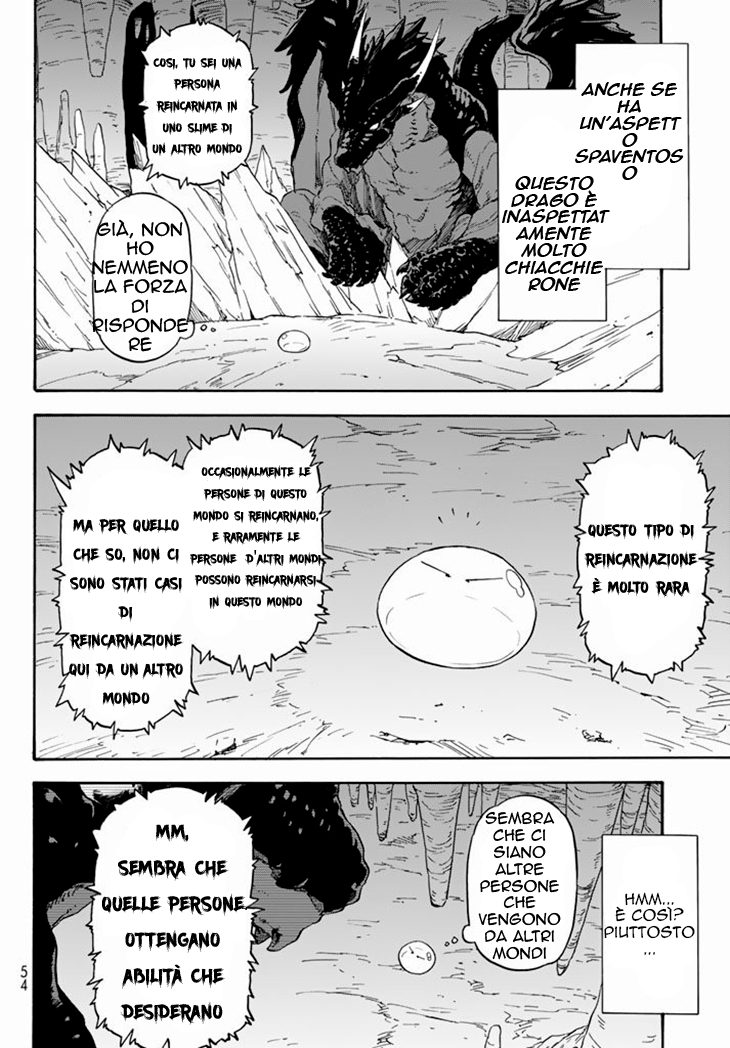 ANCHE SE
HA
UN'ASPETT
O
SPAVENTOS
O
QUESTO
DRAGO È
INASPETTAT
AMENTE
MOLTO
CHIACCHIE
RONE
COSI, TU SEI UNA
PERSONA
REINCARNATA IN
UNO SLIME DI
UN ALTRO MONDO
GIÀ, NON
HO
NEMMENO
LA FORZA
DI
RISPONDE
RE
QUESTO TIPO DI
REINCARNAZIONE
È MOLTO RARA
OCCASIONALMENTE LE
PERSONE DI QUESTO
MONDO SI REINCARNANO,
E RARAMENTE LE
PERSONE D'ALTRI MONDI
POSSONO REINCARNARSI
IN QUESTO MONDO
MA PER QUELLO
CHE SO, NON CI
SONO STATI CASI
DI
REINCARNAZIONE
QUI DA UN ALTRO
MONDO
HMM...
È COSÌ?
PIUTTOSTO
...
SEMBRA
CHE CI
SIANO
ALTRE
PERSONE
CHE
VENGONO
DA ALTRI
MONDI
MM,
SEMBRA CHE
QUELLE PERSONE
OTTENGANO
ABILITÀ CHE
DESIDERANO
54